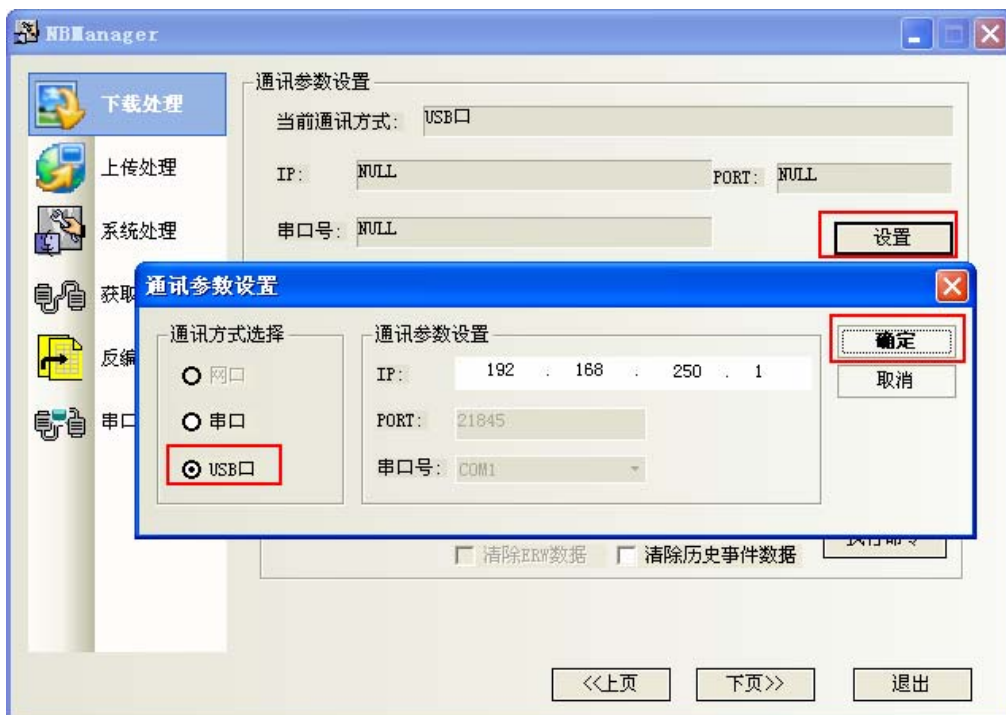 NBManager
下载处理
上传处理
系统处理
获取
反编
串口
通讯参数设置
当前通讯方式: USB口
IP: NULL PORT: NULL
串口号: NULL
设置
通讯参数设置
通讯方式选择
网口
串口
USB口
通讯参数设置
IP: 192 . 168 . 250 . 1
PORT: 21845
串口号: COM1
确定
取消
清除ERW数据 清除历史事件数据
<<上页 下页>> 退出